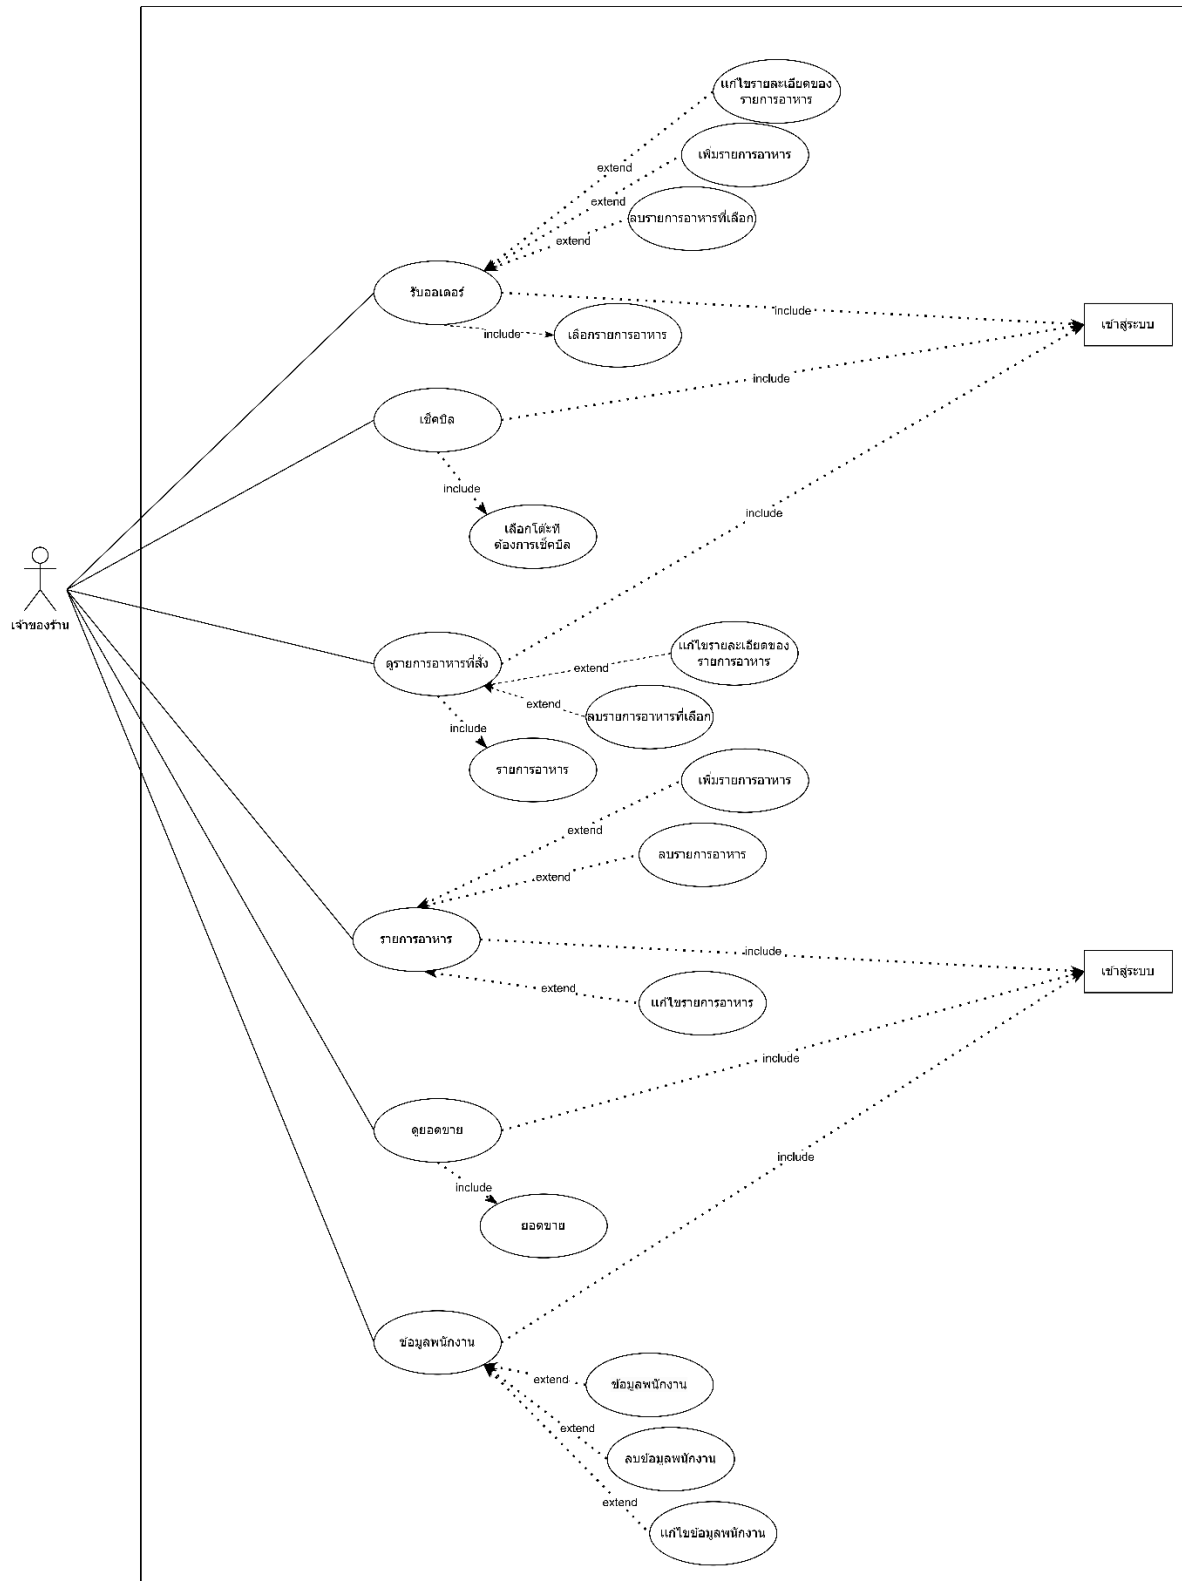 แก้ไขรายละเอียดของ
รายการอาหาร
extend
เพิ่มรายการอาหาร
extend
ลบรายการอาหารที่เลือก
extend
รับออเดอร์
include
เข้าสู่ระบบ
include
เลือกรายการอาหาร
include
เช็คบิล
include
include
เลือกโต๊ะที่
ต้องการเช็คบิล
เจ้าของร้าน
แก้ไขรายละเอียดของ
รายการอาหาร
ดูรายการอาหารที่สั่ง
extend
extend
ลบรายการอาหารที่เลือก
include
รายการอาหาร
เพิ่มรายการอาหาร
extend
ลบรายการอาหาร
extend
รายการอาหาร
include
เข้าสู่ระบบ
extend
แก้ไขรายการอาหาร
include
ดูยอดขาย
include
include
ยอดขาย
ข้อมูลพนักงาน
extend
ข้อมูลพนักงาน
extend
ลบข้อมูลพนักงาน
extend
แก้ไขข้อมูลพนักงาน